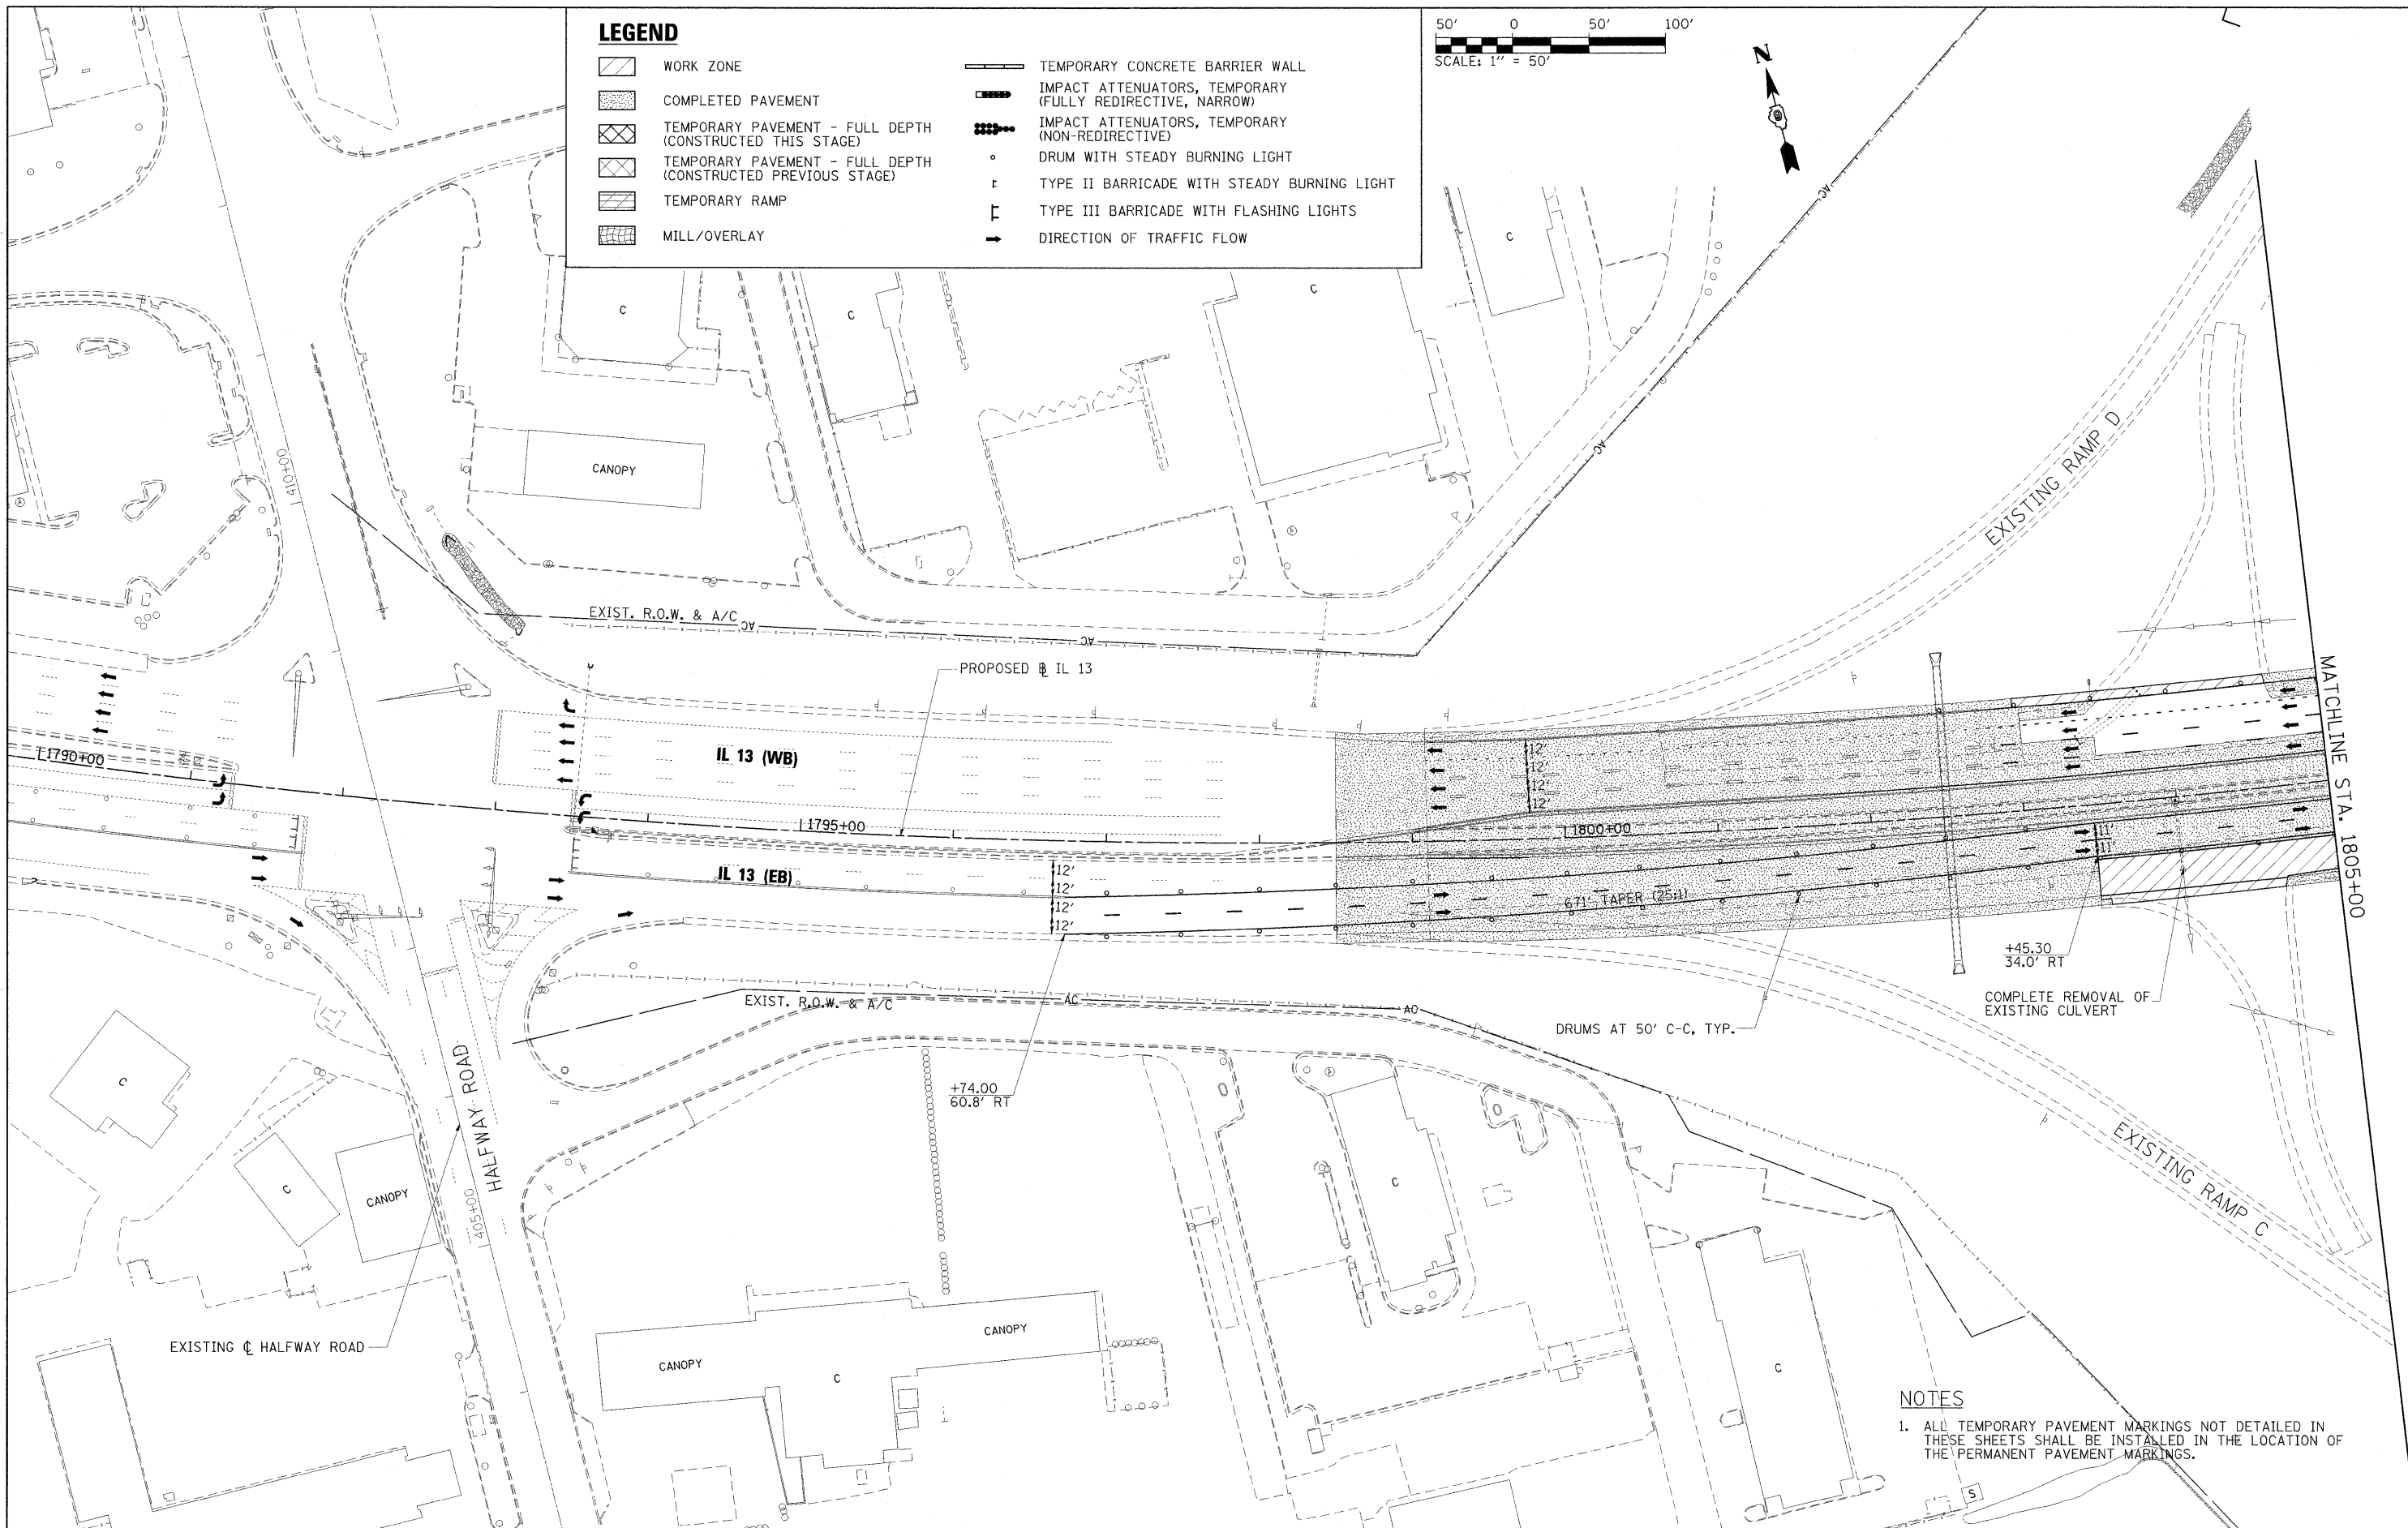 LEGEND
WORK ZONE
COMPLETED PAVEMENT
TEMPORARY PAVEMENT - FULL DEPTH
(CONSTRUCTED THIS STAGE)
TEMPORARY PAVEMENT - FULL DEPTH
(CONSTRUCTED PREVIOUS STAGE)
TEMPORARY RAMP
MILL/OVERLAY
TEMPORARY CONCRETE BARRIER WALL
IMPACT ATTENUATORS, TEMPORARY
(FULLY REDIRECTIVE, NARROW)
IMPACT ATTENUATORS, TEMPORARY
(NON-REDIRECTIVE)
DRUM WITH STEADY BURNING LIGHT
TYPE II BARRICADE WITH STEADY BURNING LIGHT
TYPE III BARRICADE WITH FLASHING LIGHTS
DIRECTION OF TRAFFIC FLOW
50' 0 50' 100'
SCALE: 1" = 50'
N
AC
C
C
C
C
CANOPY
410+00
AC
EXISTING RAMP D
EXIST. R.O.W. & A/C
AC
AC
PROPOSED ℄ IL 13
MATCHLINE STA. 1805+00
1790+00
IL 13 (WB)
12'
12'
12'
12'
1795+00
1800+00
IL 13 (EB)
12'
12'
12'
12'
11'
11'
671' TAPER (25:1)
+45.30
34.0' RT
COMPLETE REMOVAL OF
EXISTING CULVERT
DRUMS AT 50' C-C, TYP.
EXIST. R.O.W. & A/C
AC
AC
+74.00
60.8' RT
HALFWAY ROAD
405+00
C
C
CANOPY
EXISTING RAMP C
C
EXISTING ℄ HALFWAY ROAD
CANOPY
C
CANOPY
C
NOTES
1. ALL TEMPORARY PAVEMENT MARKINGS NOT DETAILED IN
THESE SHEETS SHALL BE INSTALLED IN THE LOCATION OF
THE PERMANENT PAVEMENT MARKINGS.
S